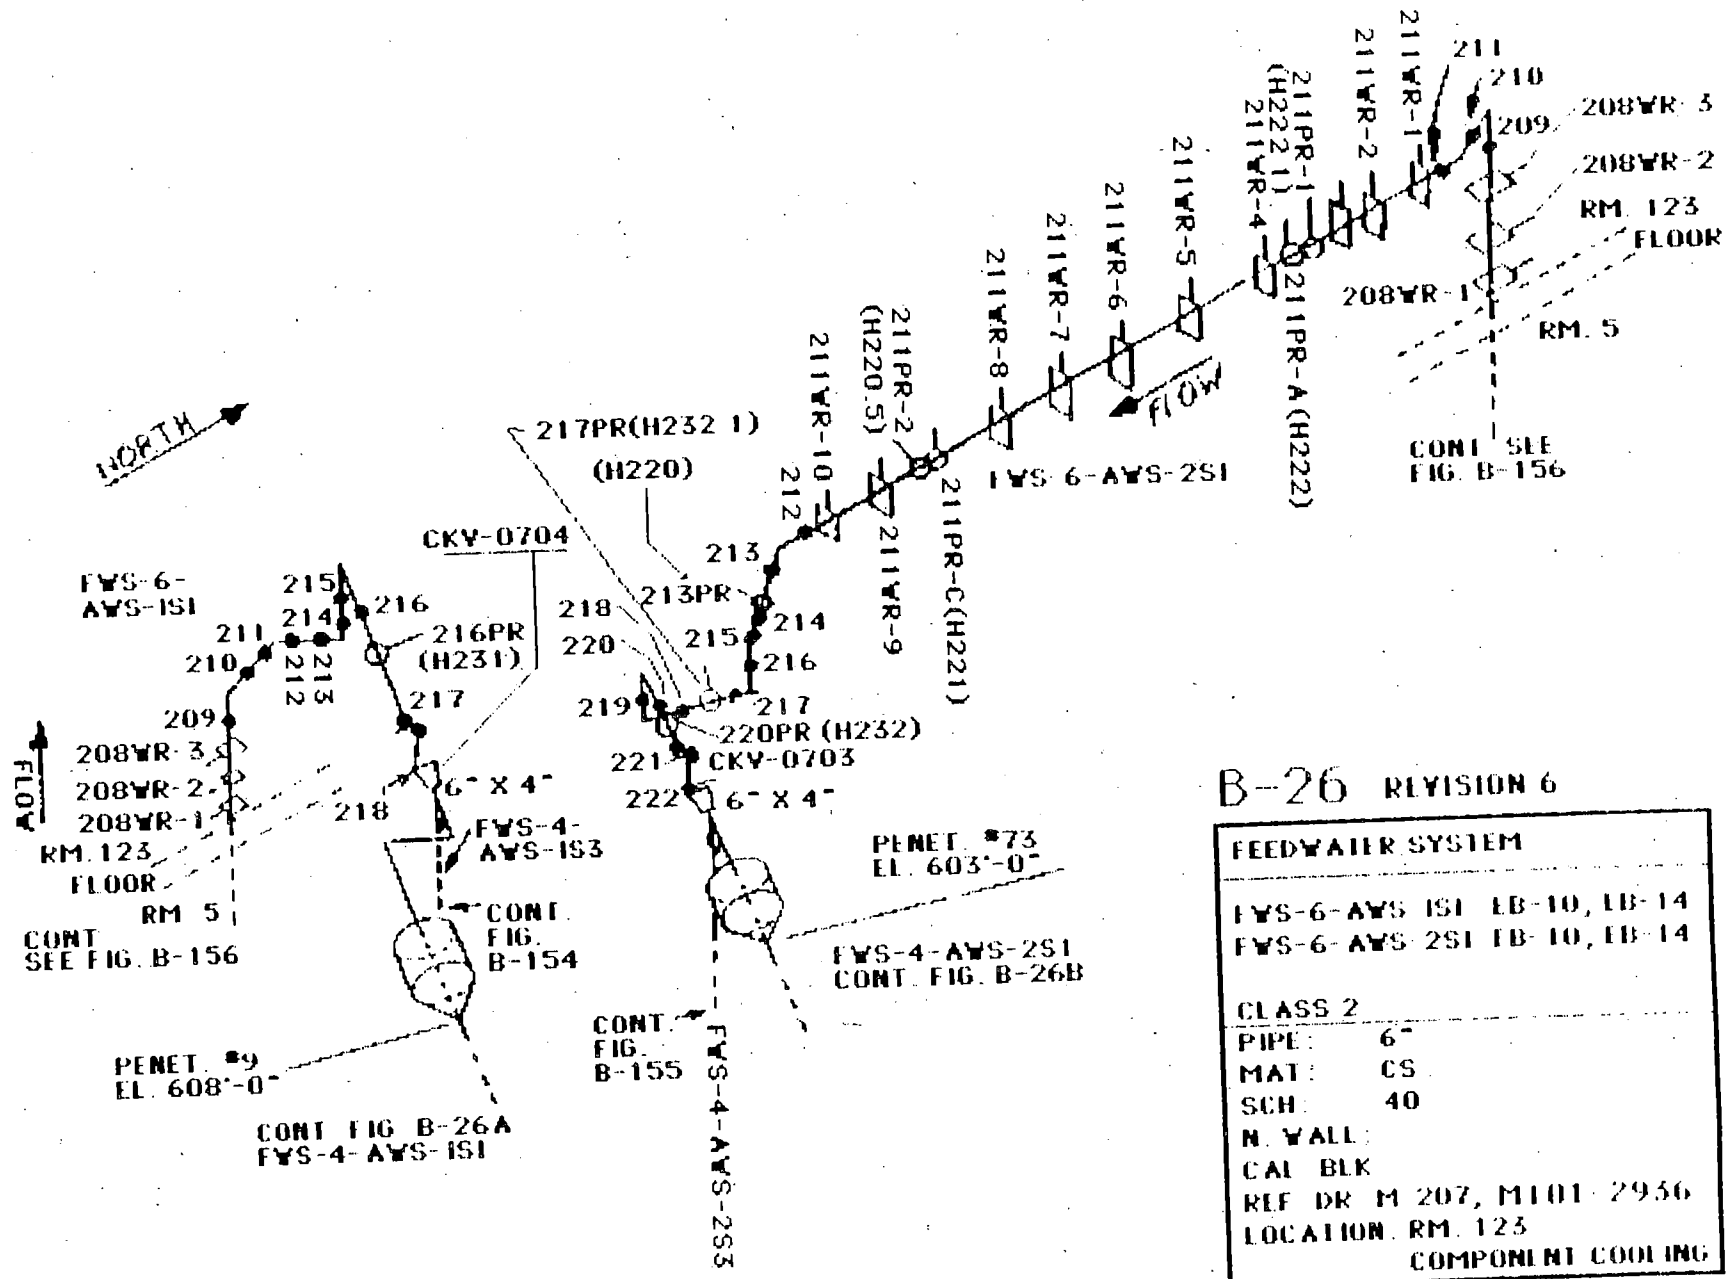 211WR-1
211
210
211WR-2
211PR-1
(H222 1)
211WR-4
209
208WR-3
208WR-2
RM. 123
FLOOR
208WR-1
RM. 5
211PR-A(H222)
CONT SEE
FIG. B-156
211WR-5
211WR-6
211WR-7
211WR-8
FLOW
FWS-6-AWS-2S1
211PR-2
(H220.5)
211WR-10
211PR-C(H221)
211WR-9
NORTH
217PR(H232 1)
(H220)
212
213
213PR
214
215
216
217
218
220
219
220PR (H232)
221
CKV-0703
222
6" X 4"
CKV-0704
FWS-6-
AWS-1S1
215
214
216
211
216PR
(H231)
210
212
213
217
209
FLOW
208WR-3
208WR-2
208WR-1
218
6" X 4"
RM. 123
FLOOR
RM 5
CONT
SEE FIG. B-156
FWS-4-
AWS-1S3
CONT.
FIG.
B-154
PENET. #73
EL. 603'-0"
FWS-4-AWS-2S1
CONT. FIG. B-26B
CONT.
FIG.
B-155
FWS-4-AWS-2S3
PENET. #9
EL. 608'-0"
CONT FIG B-26A
FWS-4-AWS-1S1
B-26 REVISION 6
FEEDWATER SYSTEM
FWS-6-AWS 1S1 EB-10, EB-14
FWS-6-AWS 2S1 EB-10, EB-14
CLASS 2
PIPE: 6"
MAT: CS
SCH: 40
N. WALL:
CAL BLK
REF DR M 207, M101-2936
LOCATION. RM. 123
COMPONENT COOLING